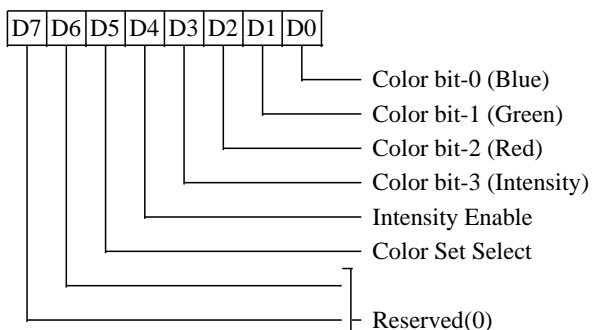 D7 D6 D5 D4 D3 D2 D1 D0
Color bit-0 (Blue)
Color bit-1 (Green)
Color bit-2 (Red)
Color bit-3 (Intensity)
Intensity Enable
Color Set Select
Reserved(0)